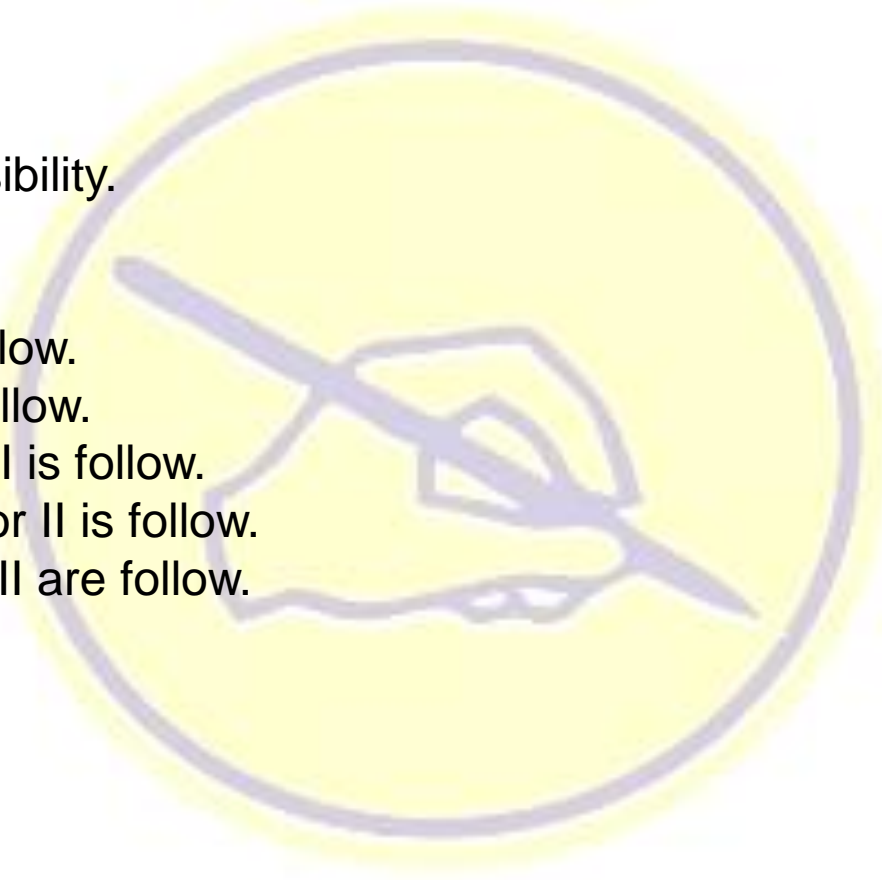 ibility.
low.
llow.
I is follow.
or II is follow.
II are follow.